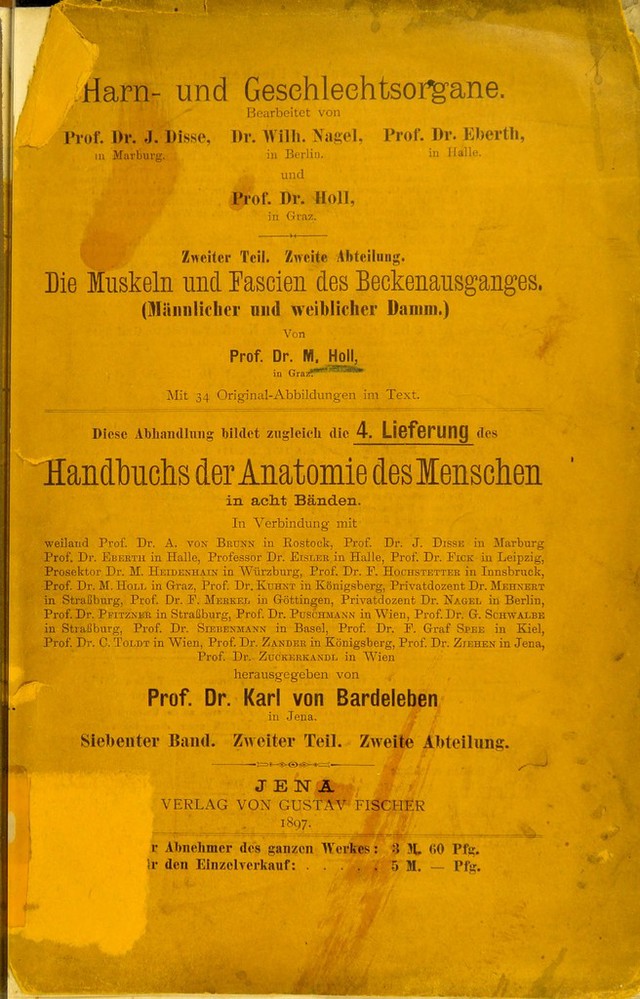 Harn- und Geschlechtsorgane.
Bearbeitet von
Prof. Dr. J. Disse, Dr. Wilh. Nagel, Prof. Dr. Eberth,
in Marburg. in Berlin. in Halle.
und
Prof. Dr. Holl,
in Graz.
Zweiter Teil. Zweite Abteilung.
Die Muskeln und Fascien des Beckenausganges.
(Männlicher und weiblicher Damm.)
Von
Prof. Dr. M. Holl,
in Graz.
Mit 34 Original-Abbildungen im Text.
Diese Abhandlung bildet zugleich die 4. Lieferung des
Handbuchs der Anatomie des Menschen
in acht Bänden.
In Verbindung mit
weiland Prof. Dr. A. von Brunn in Rostock, Prof. Dr. J. Disse in Marburg
Prof. Dr. Eberth in Halle, Professor Dr. Eisler in Halle, Prof. Dr. Fick in Leipzig,
Prosektor Dr. M. Heidenhain in Würzburg, Prof. Dr. F. Hochstetter in Innsbruck,
Prof. Dr. M. Holl in Graz, Prof. Dr. Kuhnt in Königsberg, Privatdozent Dr. Mehnert
in Straßburg, Prof. Dr. F. Merkel in Göttingen, Privatdozent Dr. Nagel in Berlin,
Prof. Dr. Pfitzner in Straßburg, Prof. Dr. Puschmann in Wien, Prof. Dr. G. Schwalbe
in Straßburg, Prof. Dr. Siebenmann in Basel, Prof. Dr. F. Graf Spee in Kiel,
Prof. Dr. C. Toldt in Wien, Prof. Dr. Zander in Königsberg, Prof. Dr. Ziehen in Jena,
Prof. Dr. Zuckerkandl in Wien
herausgegeben von
Prof. Dr. Karl von Bardeleben
in Jena.
Siebenter Band. Zweiter Teil. Zweite Abteilung.
JENA
VERLAG VON GUSTAV FISCHER
1897.
r Abnehmer des ganzen Werkes: 3 M. 60 Pfg.
r den Einzelverkauf: . . . . . 5 M. — Pfg.